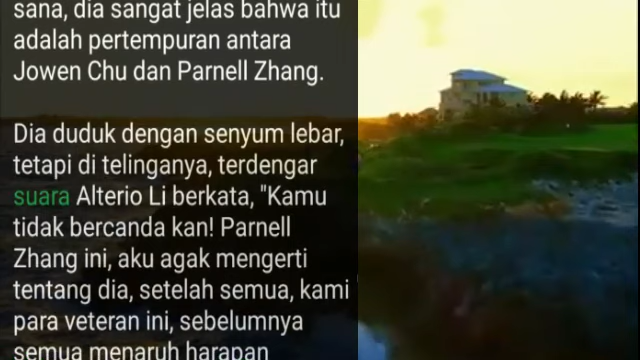 sana, dia sangat jelas bahwa itu
adalah pertempuran antara
Jowen Chu dan Parnell Zhang.
Dia duduk dengan senyum lebar,
tetapi di telinganya, terdengar
suara Alterio Li berkata, "Kamu
tidak bercanda kan! Parnell
Zhang ini, aku agak mengerti
tentang dia, setelah semua, kami
para veteran ini, sebelumnya
semua menaruh harapan